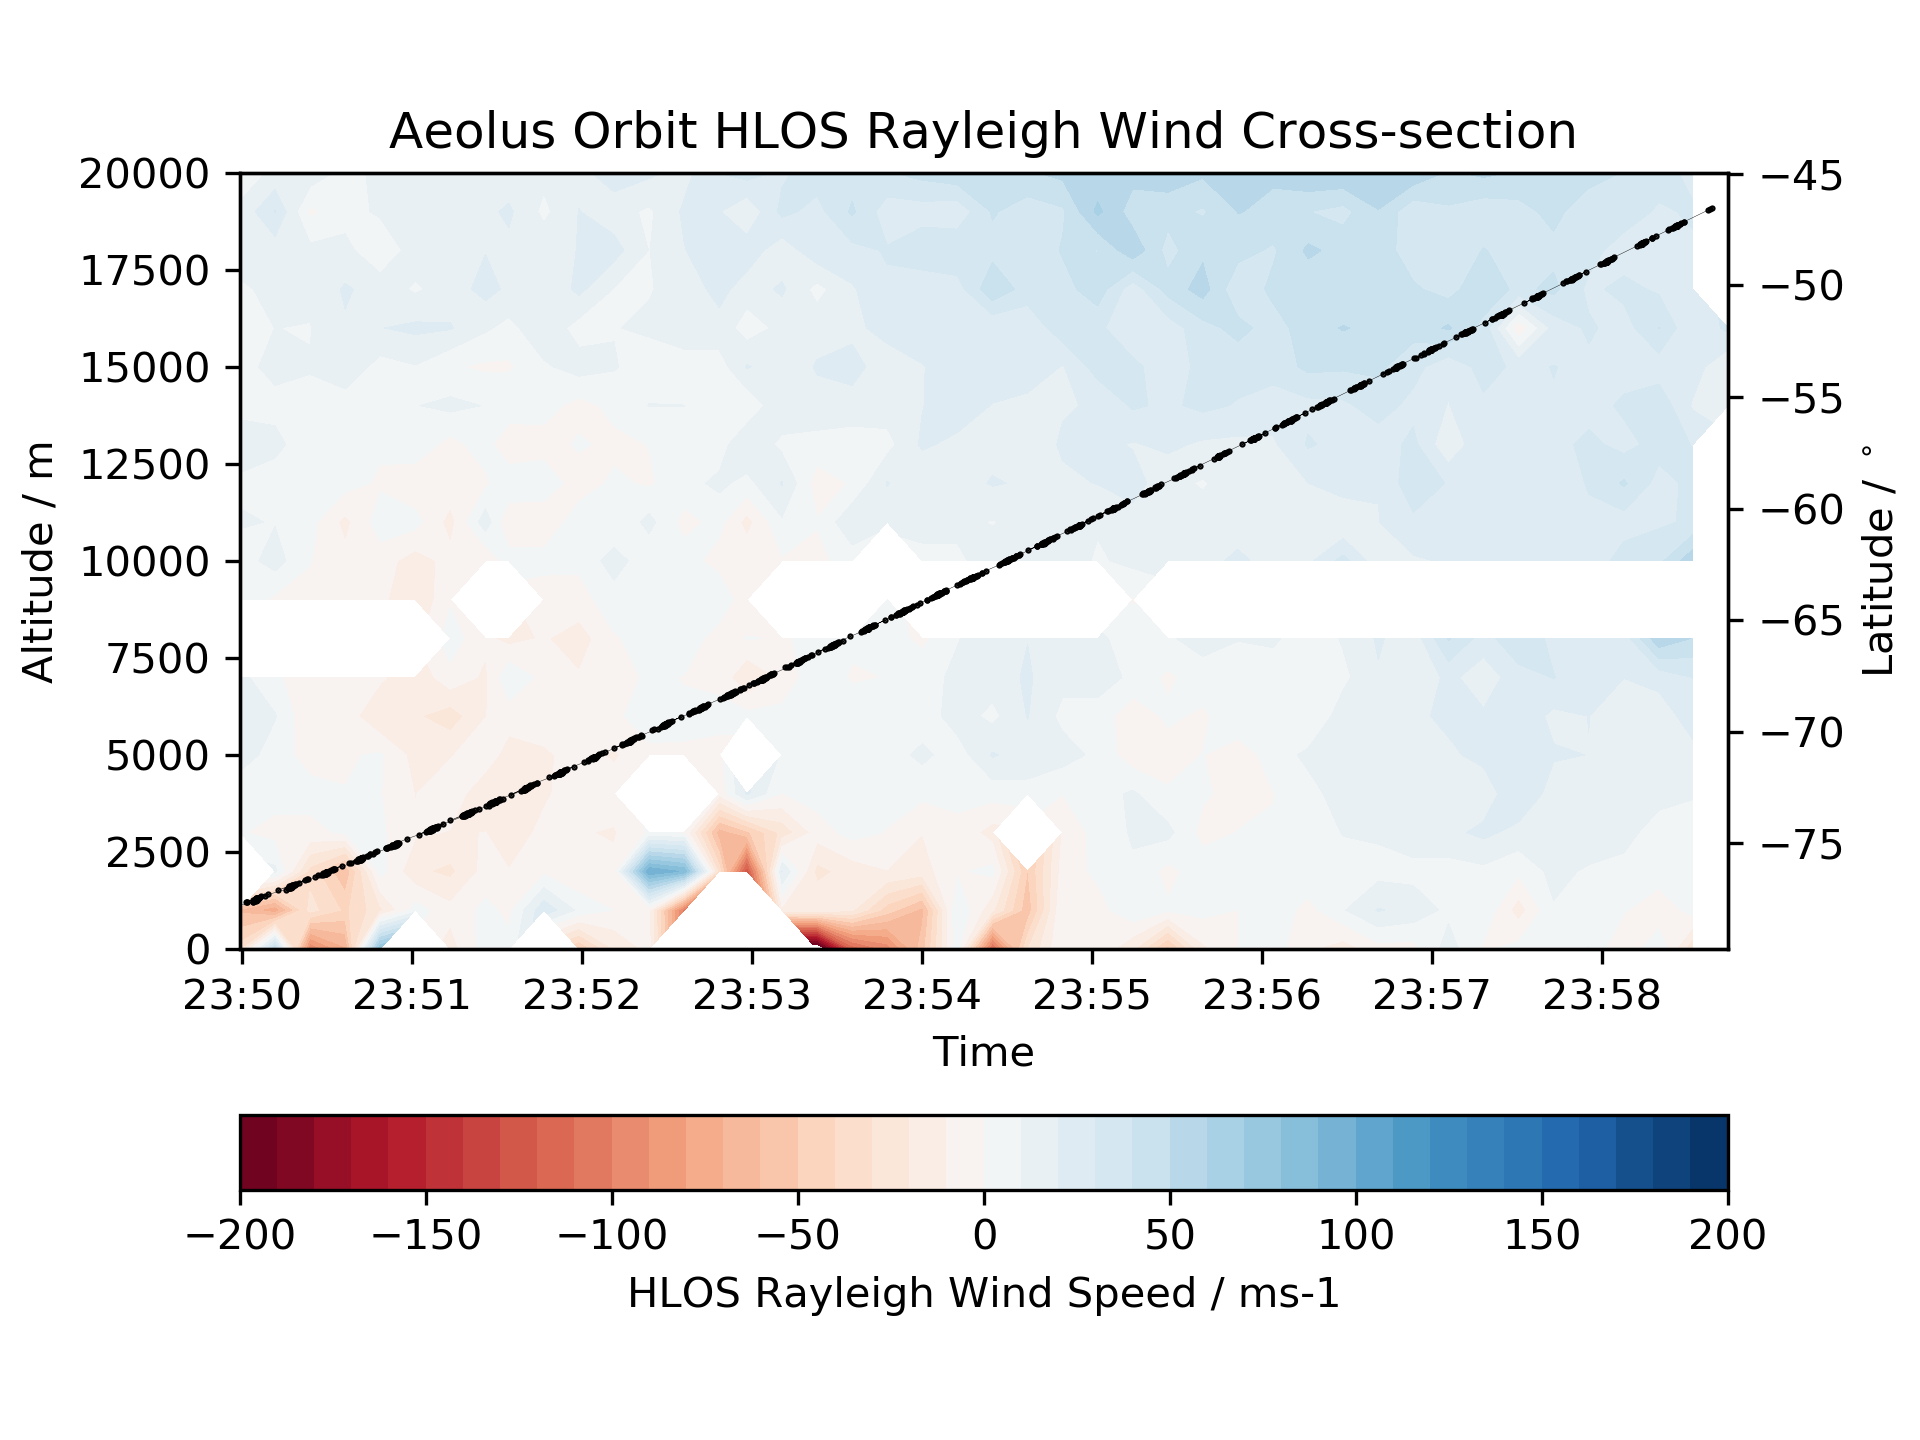 Aeolus Orbit HLOS Rayleigh Wind Cross-section
20000
17500
15000
12500
10000
7500
5000
2500
0
Altitude / m
−45
−50
−55
−60
−65
−70
−75
Latitude / °
23:50 23:51 23:52 23:53 23:54 23:55 23:56 23:57 23:58
Time
−200 −150 −100 −50 0 50 100 150 200
HLOS Rayleigh Wind Speed / ms-1